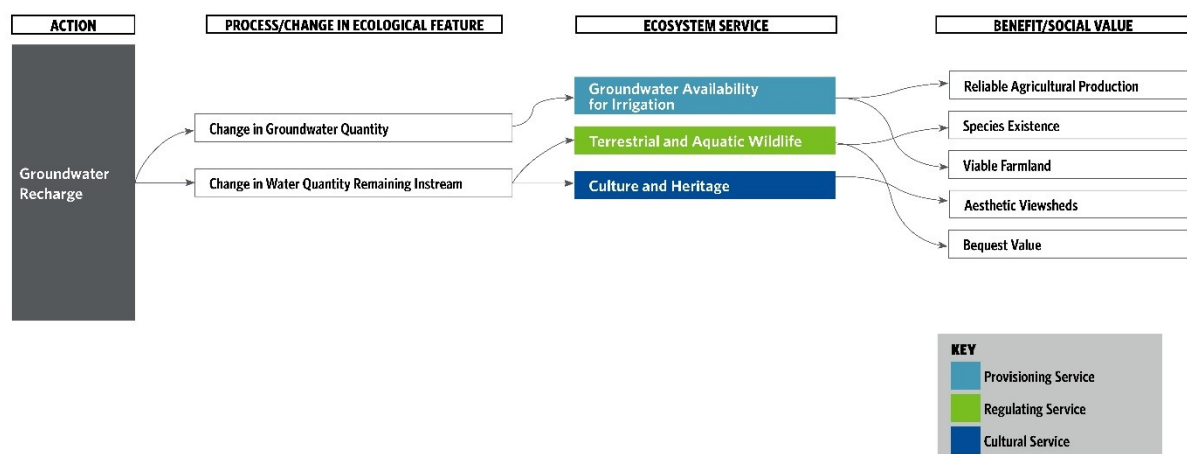 ACTION
PROCESS/CHANGE IN ECOLOGICAL FEATURE
ECOSYSTEM SERVICE
BENEFIT/SOCIAL VALUE
Groundwater
Recharge
Change in Groundwater Quantity
Change in Water Quantity Remaining Instream
Groundwater Availability
for Irrigation
Terrestrial and Aquatic Wildlife
Culture and Heritage
Reliable Agricultural Production
Species Existence
Viable Farmland
Aesthetic Viewsheds
Bequest Value
KEY
Provisioning Service
Regulating Service
Cultural Service